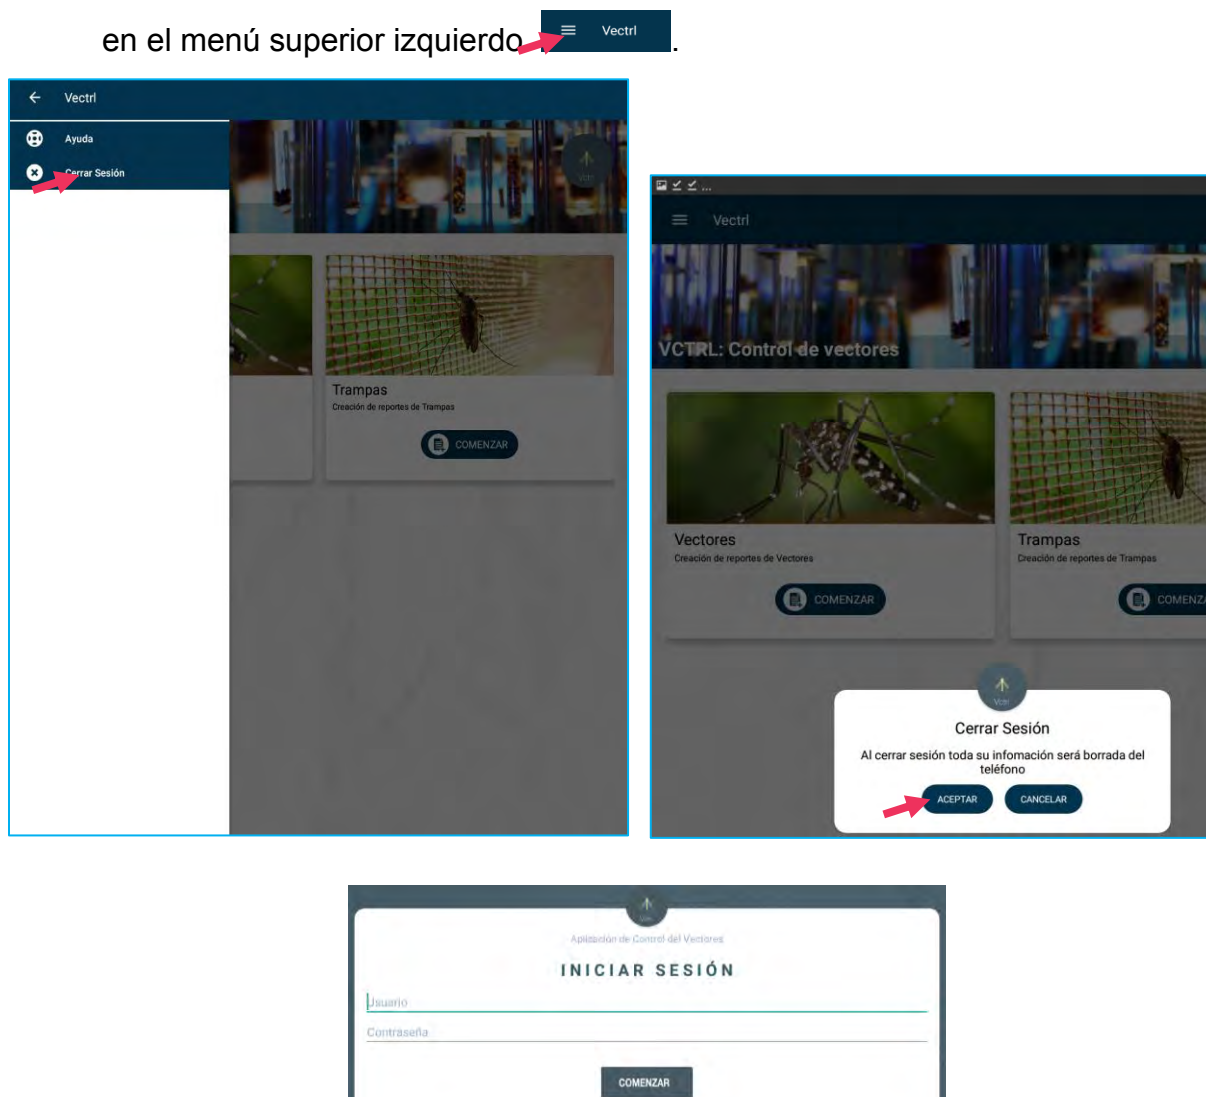 en el menú superior izquierdo Vectrl .
Vectrl
Ayuda
Cerrar Sesión
Vctrl
Trampas
Creación de reportes de Trampas
COMENZAR
...
Vectrl
VCTRL: Control de vectores
Vectores
Creación de reportes de Vectores
COMENZAR
Trampas
Creación de reportes de Trampas
COMENZ
Cerrar Sesión
Al cerrar sesión toda su infomación será borrada del
teléfono
ACEPTAR
CANCELAR
Aplicación de Control del Vectores
INICIAR SESIÓN
Usuario
Contraseña
COMENZAR